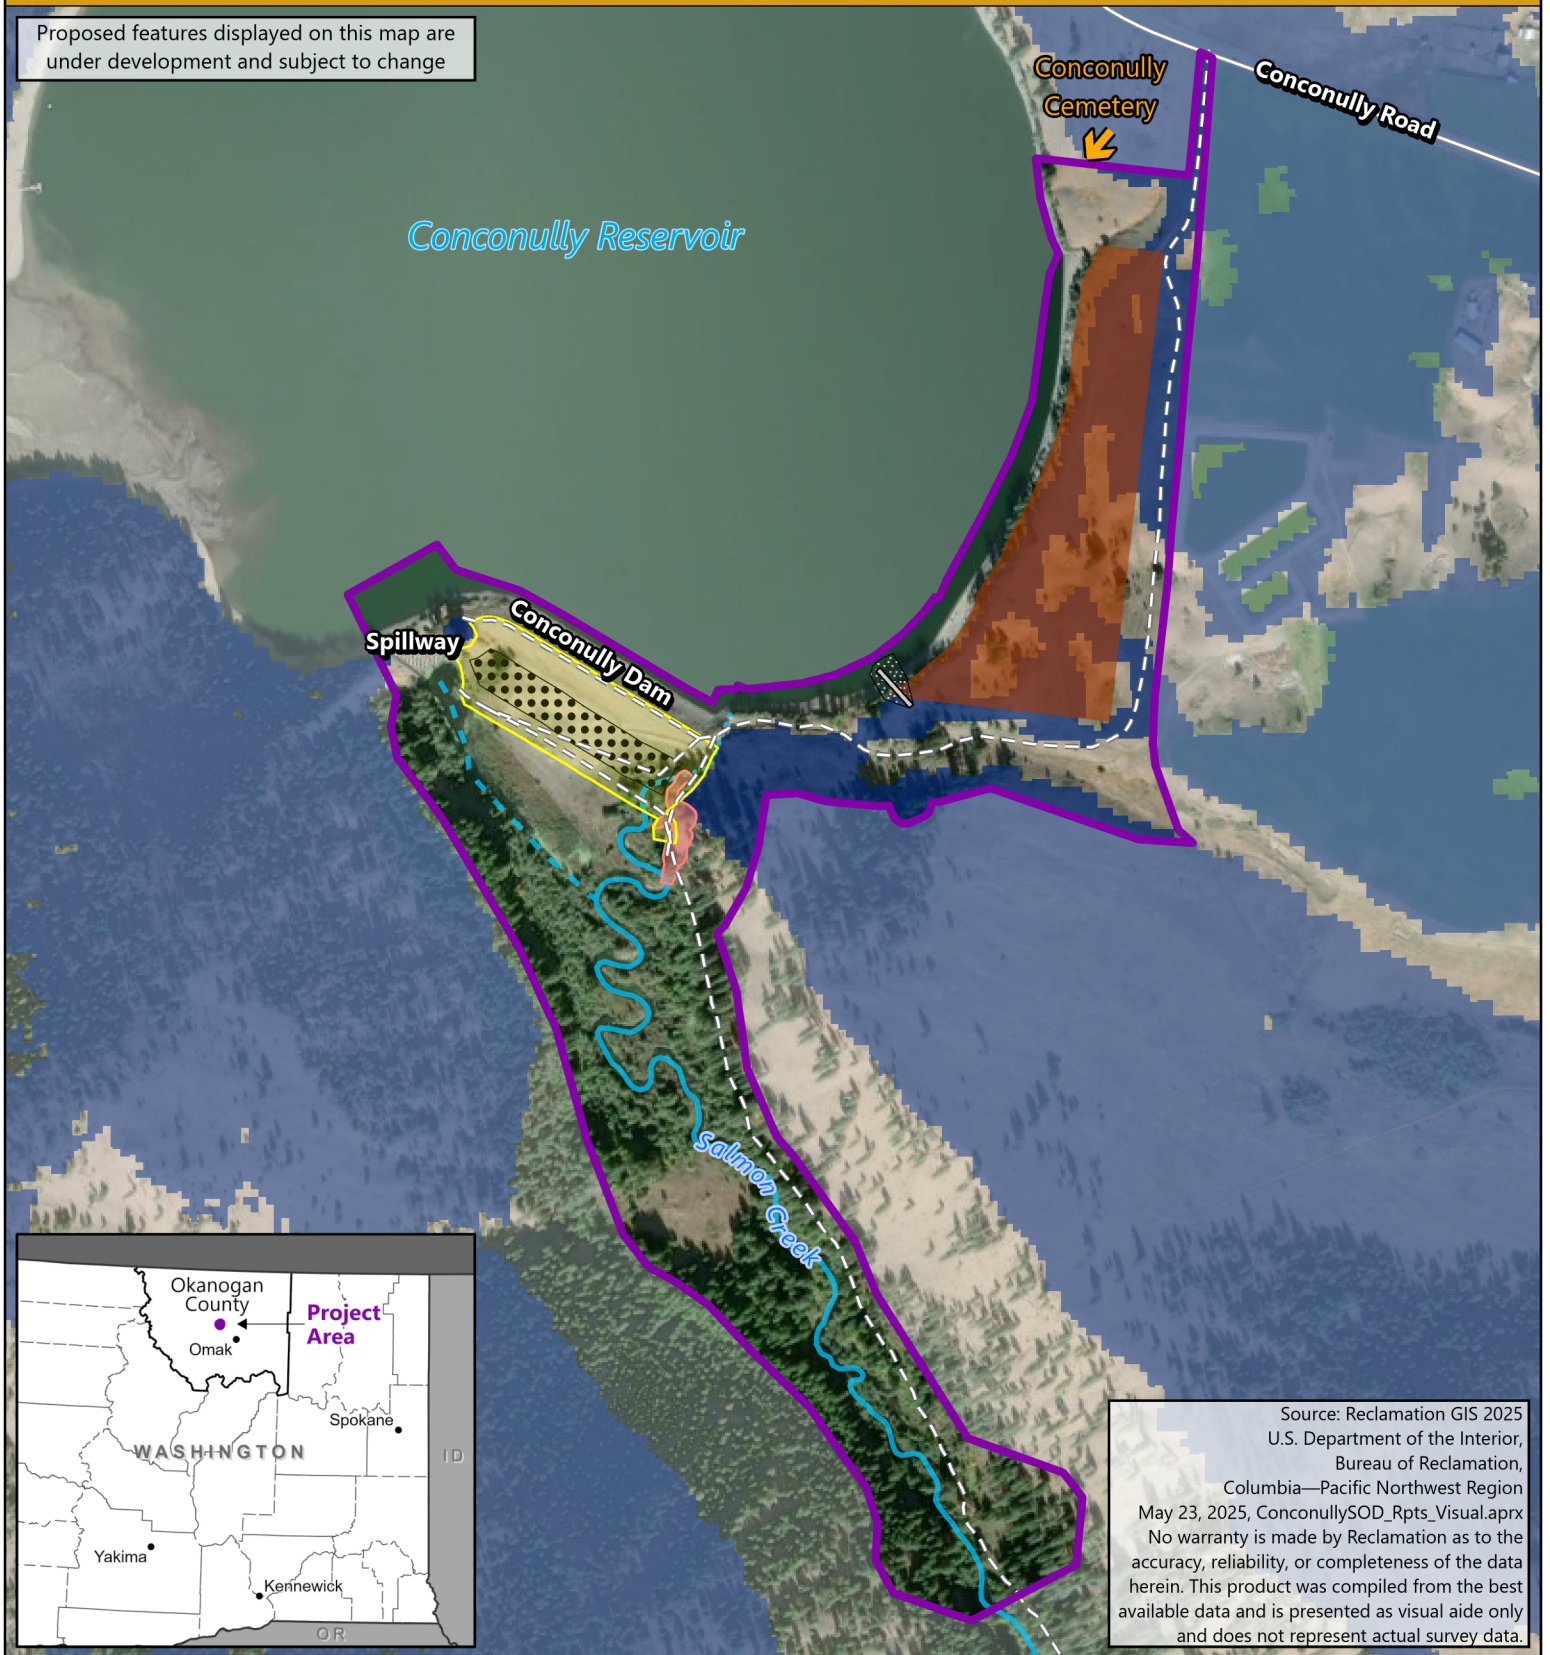 Proposed features displayed on this map are
under development and subject to change
Conconully
Cemetery
Conconully Road
Conconully Reservoir
Spillway
Conconully Dam
Salmon
Creek
Okanogan
County
Project
Area
Omak
Spokane
WASHINGTON
ID
Yakima
Kennewick
OR
Source: Reclamation GIS 2025
U.S. Department of the Interior,
Bureau of Reclamation,
Columbia—Pacific Northwest Region
May 23, 2025, ConconullySOD_Rpts_Visual.aprx
No warranty is made by Reclamation as to the
accuracy, reliability, or completeness of the data
herein. This product was compiled from the best
available data and is presented as visual aide only
and does not represent actual survey data.